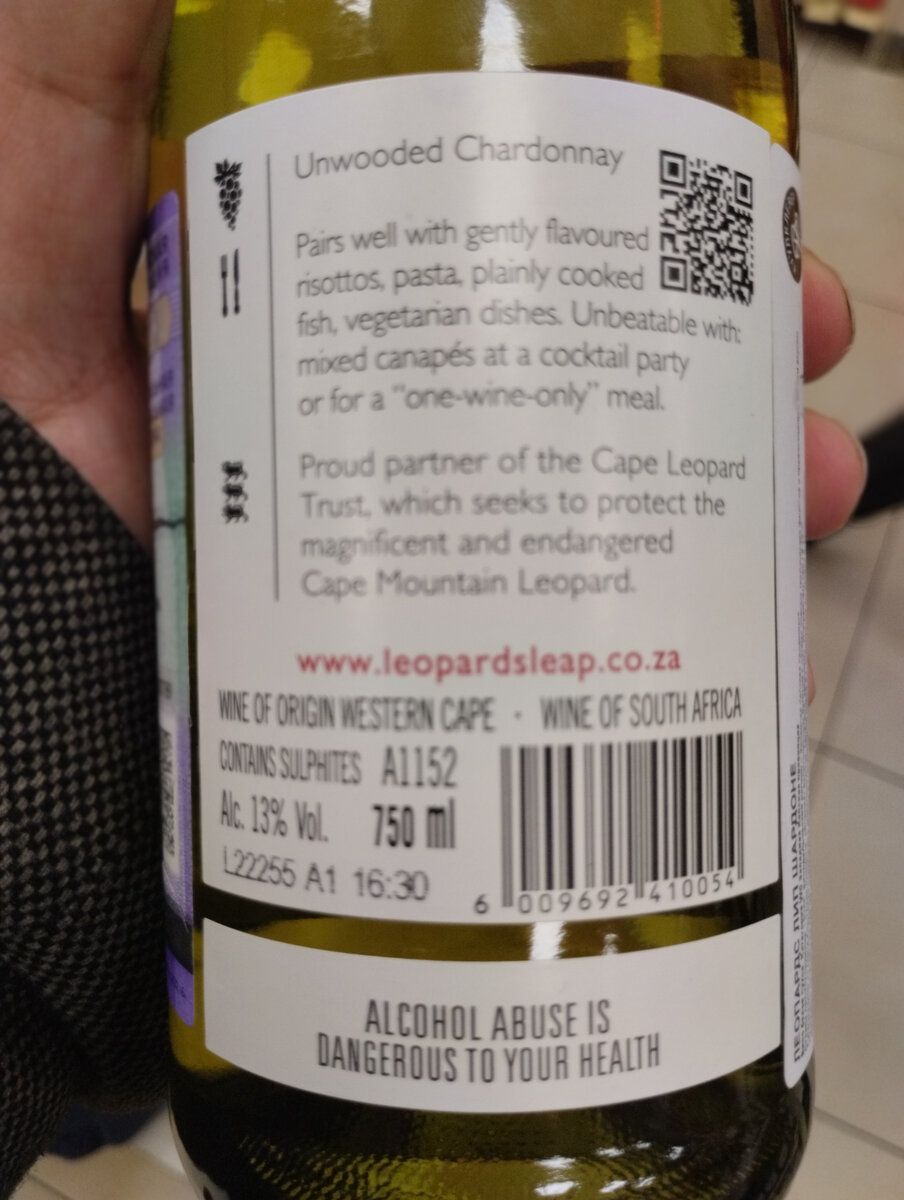 Unwooded Chardonnay
Pairs well with gently flavoured
risottos, pasta, plainly cooked
fish, vegetarian dishes. Unbeatable with:
mixed canapés at a cocktail party
or for a "one-wine-only" meal.
Proud partner of the Cape Leopard
Trust, which seeks to protect the
magnificent and endangered
Cape Mountain Leopard.
www.leopardsleap.co.za
WINE OF ORIGIN WESTERN CAPE · WINE OF SOUTH AFRICA
CONTAINS SULPHITES A1152
Alc. 13% Vol. 750 ml
L22255 A1 16:30
6 009692 410054
ALCOHOL ABUSE IS
DANGEROUS TO YOUR HEALTH
ЛЕОПАРДС ЛИП ШАРДОНЕ